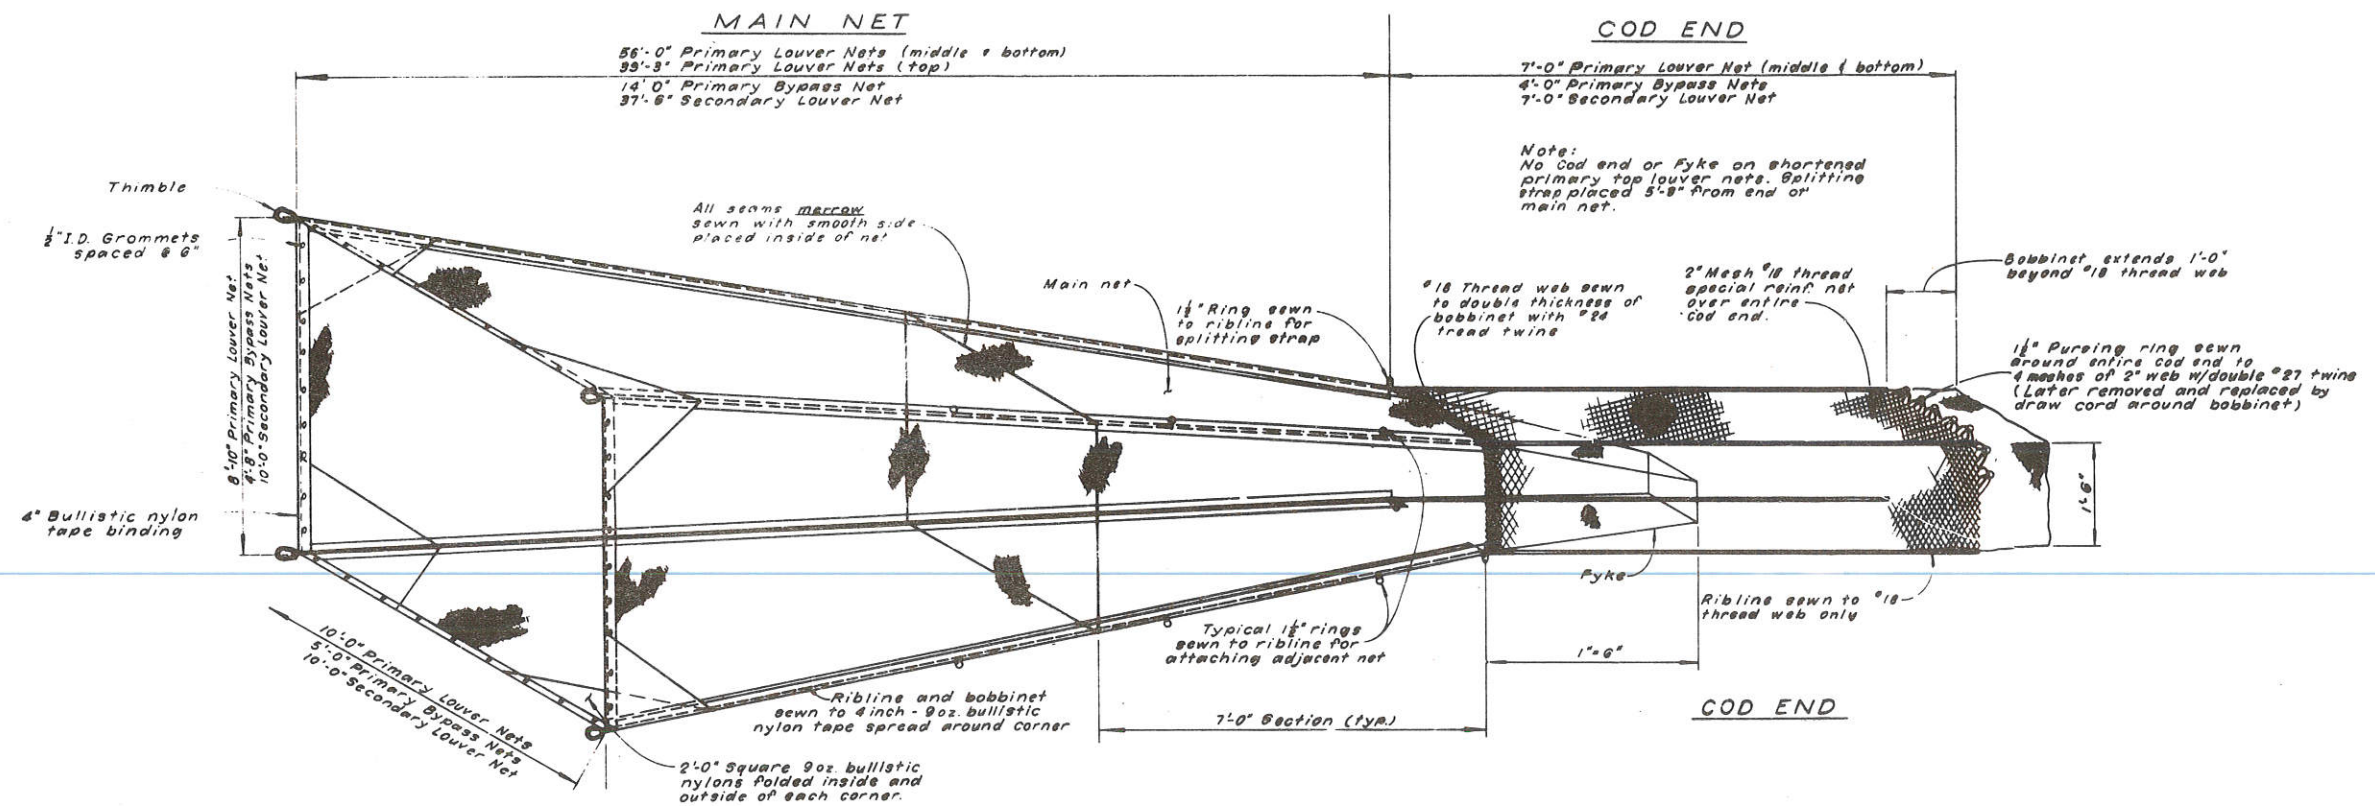 MAIN NET
56'-0" Primary Louver Nets (middle & bottom)
39'-3" Primary Louver Nets (top)
14'0" Primary Bypass Net
37'-6" Secondary Louver Net
COD END
7'-0" Primary Louver Net (middle & bottom)
4'-0" Primary Bypass Nets
7'-0" Secondary Louver Net
Note:
No Cod end or Fyke on shortened
primary top louver nets. Splitting
strap placed 5'-8" from end of
main net.
Thimble
½" I.D. Grommets
spaced @ 6"
8'-10" Primary Louver Net
4'-8" Primary Bypass Nets
10'-0" Secondary Louver Net
4" Bullistic nylon
tape binding
All seams merrow
sewn with smooth side
placed inside of net
Main net
1½" Ring sewn
to ribline for
splitting strap
#18 Thread web sewn
to double thickness of
bobbinet with #24
tread twine
2" Mesh #18 thread
special reinf. net
over entire
Cod end.
Bobbinet extends 1'-0"
beyond #18 thread web
1½" Pursing ring sewn
around entire cod end to
4 meshes of 2" web w/double #27 twine
(Later removed and replaced by
draw cord around bobbinet)
1'-6"
Fyke
Ribline sewn to #18
thread web only
1"=6"
COD END
Typical 1½" rings
sewn to ribline for
attaching adjacent net
7'-0" Section (typ.)
Ribline and bobbinet
sewn to 4 inch - 9 oz. bullistic
nylon tape spread around corner
10'-0" Primary Louver Nets
5'-0" Primary Bypass Nets
10'-0" Secondary Louver Net
2'-0" Square 9 oz. bullistic
nylons folded inside and
outside of each corner.